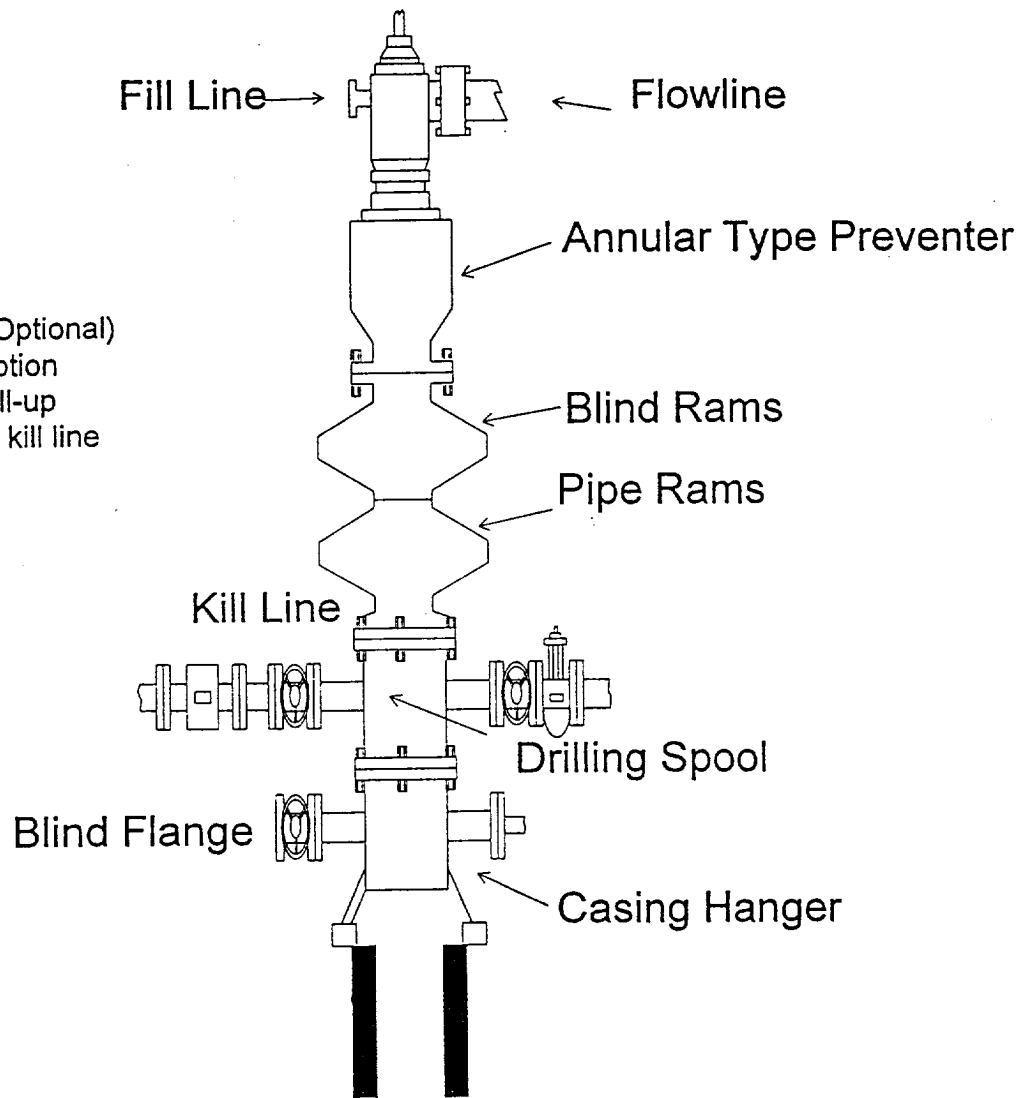 Fill Line
Flowline
Annular Type Preventer
Optional)
Blind Rams
kill line
Pipe Rams
Kill Line
Drilling Spool
Blind Flange
Casing Hanger